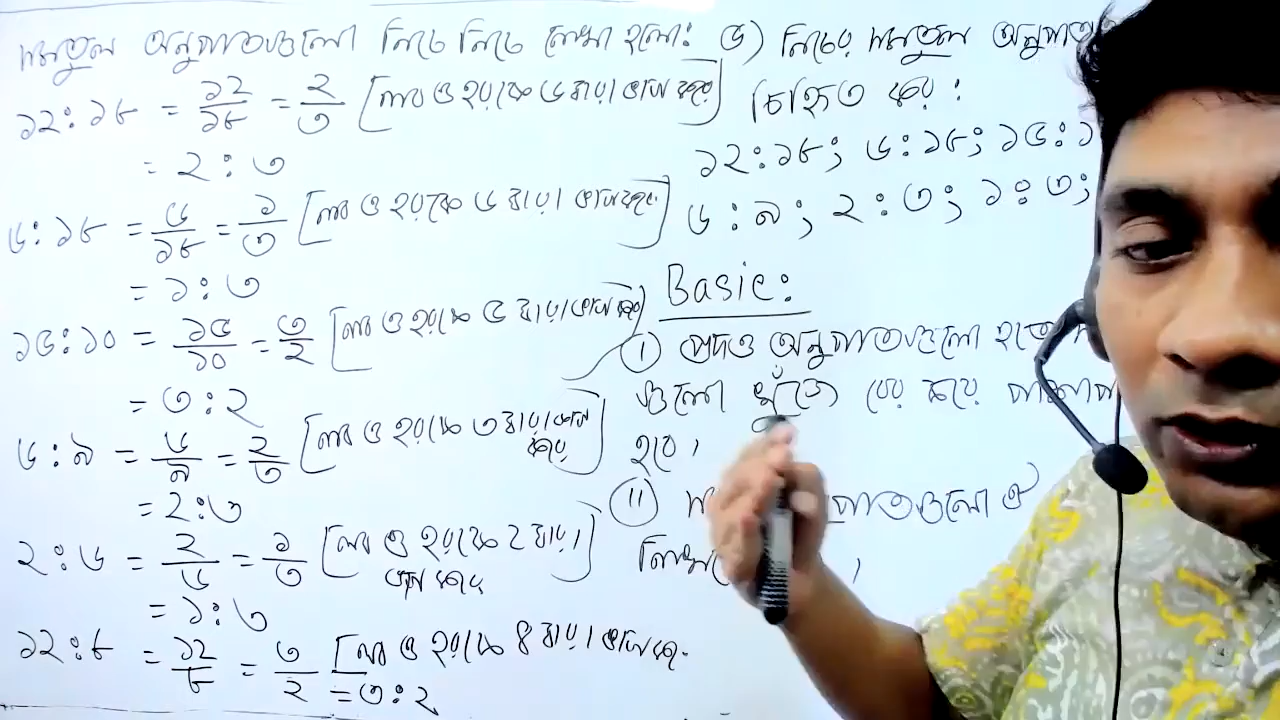 সমতুল অনুপাতগুলো নিচে নিচে লেখা হলো:
১২:১৮ = ১২/১৮ = ২/৩ [লব ও হরকে ৬ দ্বারা ভাগ করে]
= ২:৩
৬:১৮ = ৬/১৮ = ১/৩ [লব ও হরকে ৬ দ্বারা ভাগ করে]
= ১:৩
১৫:১০ = ১৫/১০ = ৩/২ [লব ও হরকে ৫ দ্বারা ভাগ করে]
= ৩:২
৬:৯ = ৬/৯ = ২/৩ [লব ও হরকে ৩ দ্বারা ভাগ করে]
= ২:৩
২:৬ = ২/৬ = ১/৩ [লব ও হরকে 2 দ্বারা ভাগ করে]
= ১:৩
১২:৮ = ১২/৮ = ৩/২ [লব ও হরকে ৪ দ্বারা ভাগ করে
= ৩:২
৬) নিচের সমতুল অনুপাত
চিহ্নিত কর:
১২:১৮; ৬:১৮; ১৫:১
৬:৯; ২:৩; ১:৩;
Basic:
(i) প্রদত্ত অনুপাতগুলো হতে
গুলো খুঁজে বের করে পাশাপা
হবে।
(ii)